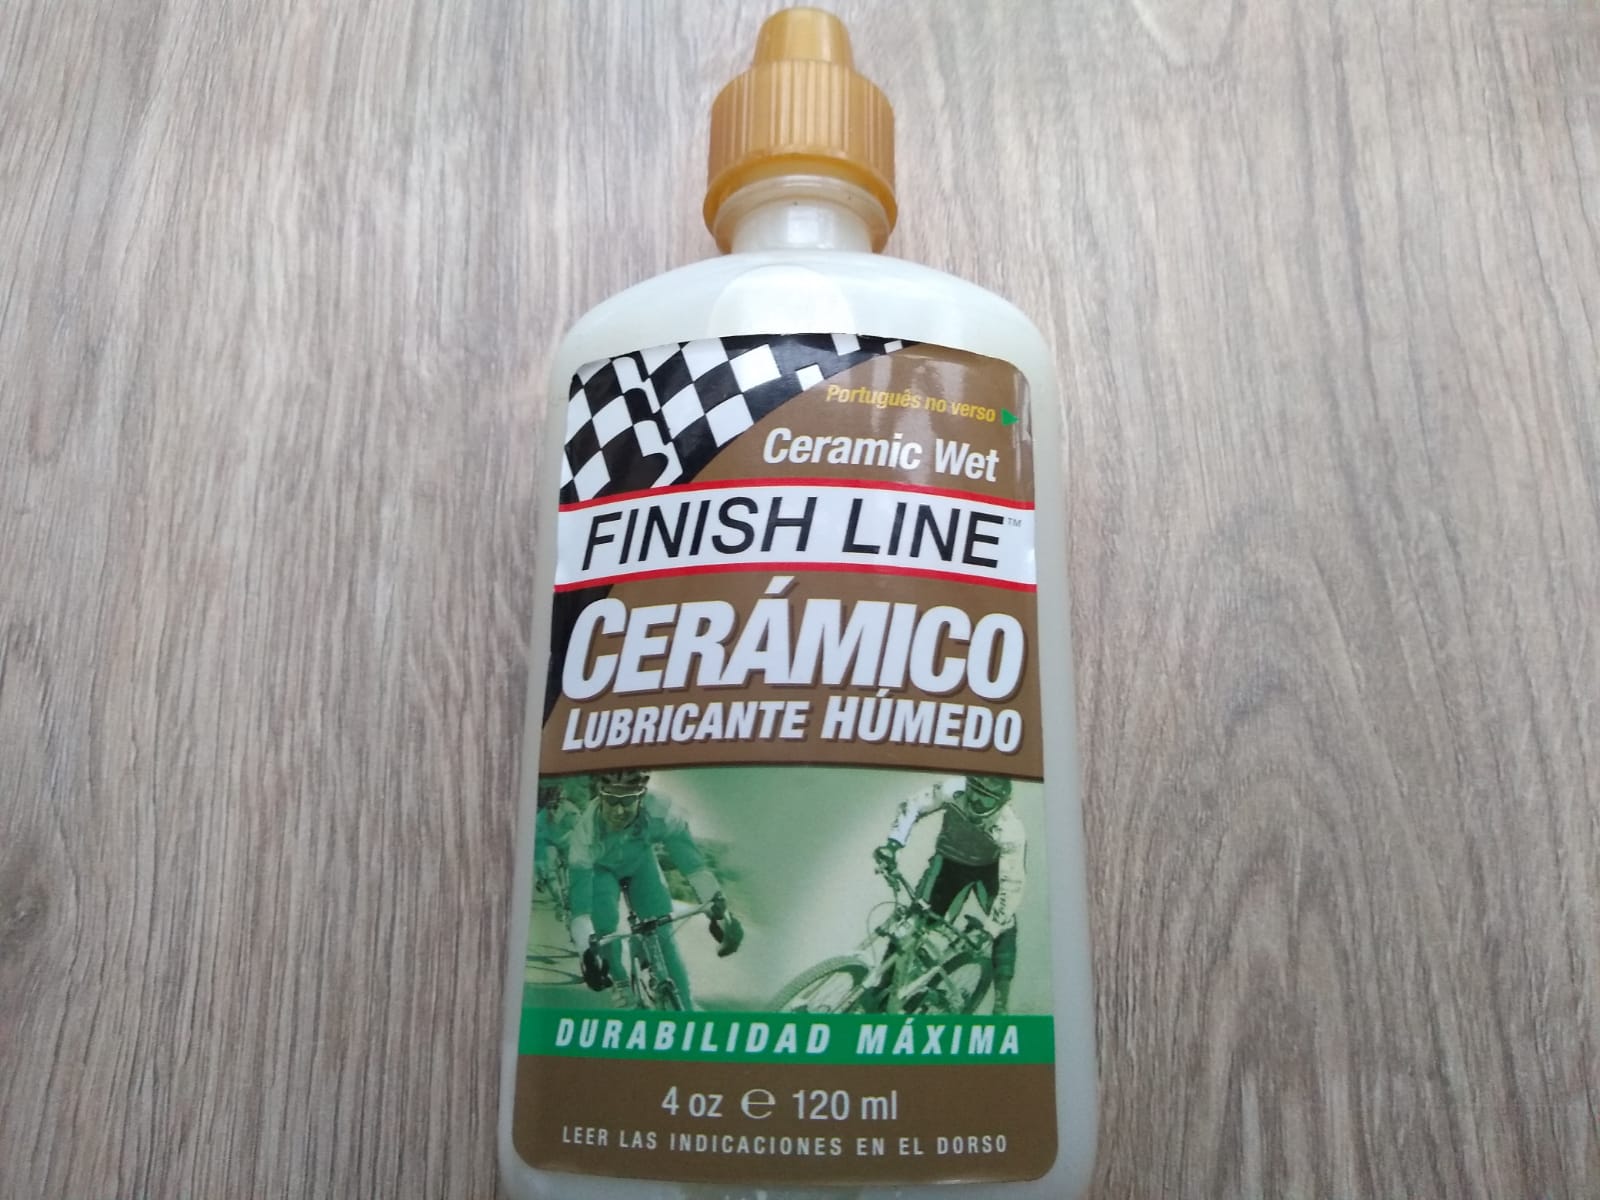 Português no verso
Ceramic Wet
FINISH LINE™
CERÁMICO
LUBRICANTE HÚMEDO
DURABILIDAD MÁXIMA
4 oz ℮ 120 ml
LEER LAS INDICACIONES EN EL DORSO